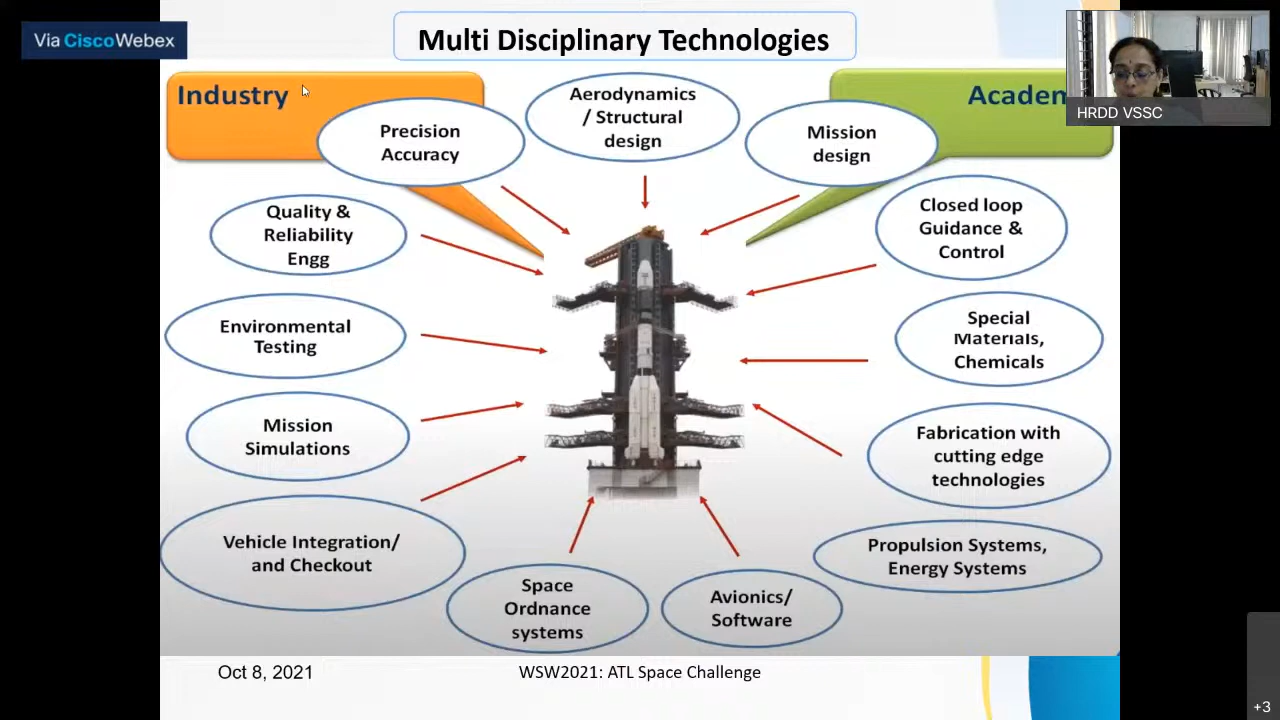 Via CiscoWebex
Multi Disciplinary Technologies
HRDD VSSC
Industry
Precision
Accuracy
Aerodynamics
/ Structural
design
Mission
design
Quality &
Reliability
Engg
Closed loop
Guidance &
Control
Environmental
Testing
Special
Materials,
Chemicals
Mission
Simulations
Fabrication with
cutting edge
technologies
Vehicle Integration/
and Checkout
Propulsion Systems,
Energy Systems
Space
Ordnance
systems
Avionics/
Software
Oct 8, 2021
WSW2021: ATL Space Challenge
+3